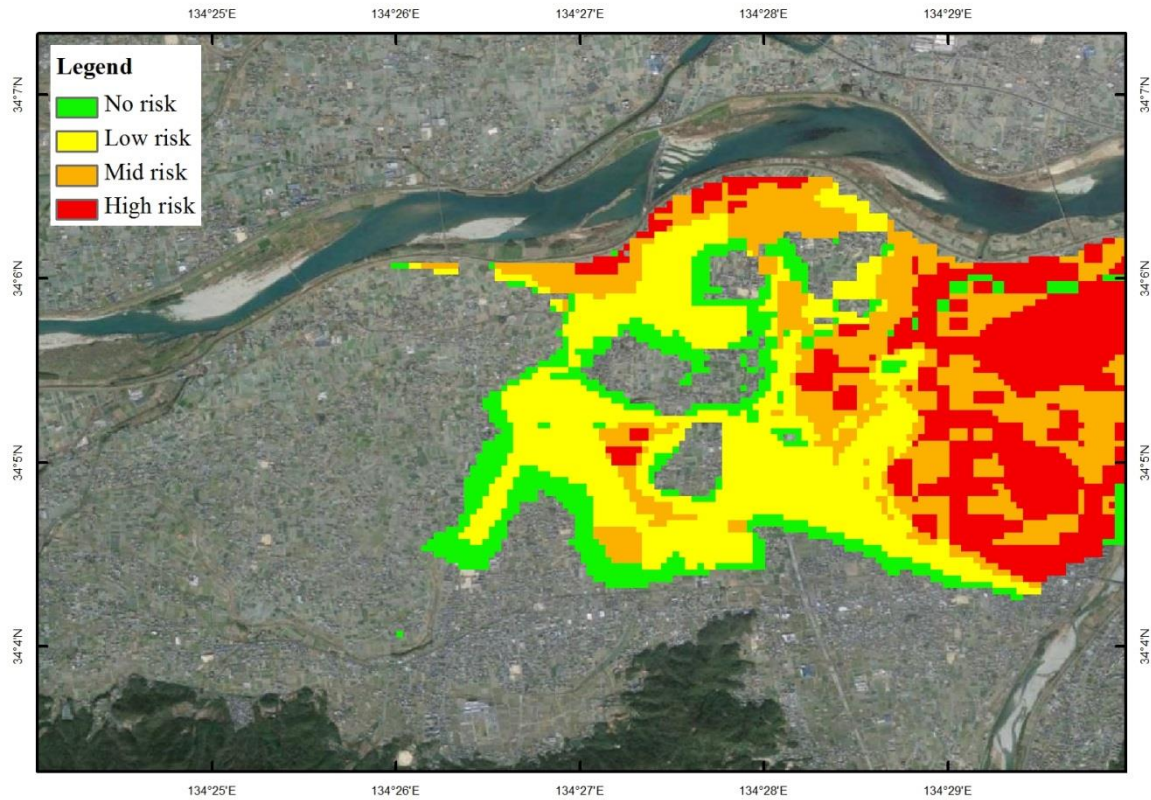 134°25'E 134°26'E 134°27'E 134°28'E 134°29'E
Legend
No risk
Low risk
Mid risk
High risk
34°7'N 34°7'N
34°6'N 34°6'N
34°5'N 34°5'N
34°4'N 34°4'N
134°25'E 134°26'E 134°27'E 134°28'E 134°29'E